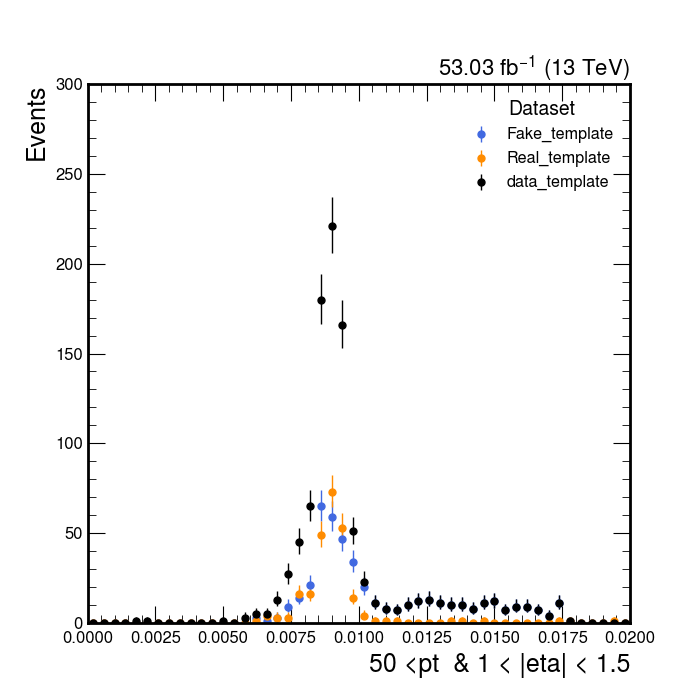 53.03 fb⁻¹ (13 TeV)
Events
Dataset
Fake_template
Real_template
data_template
300
250
200
150
100
50
0
0.0000 0.0025 0.0050 0.0075 0.0100 0.0125 0.0150 0.0175 0.0200
50 <pt & 1 < |eta| < 1.5